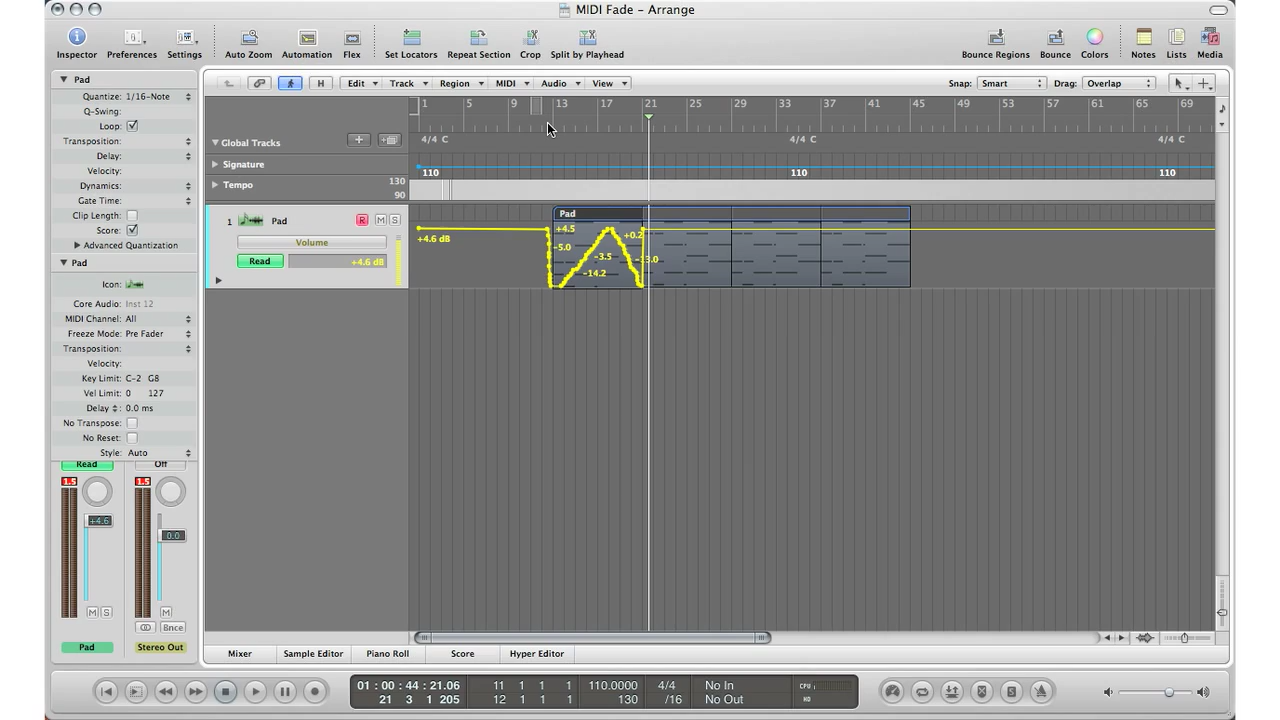 MIDI Fade - Arrange
Inspector Preferences Settings Auto Zoom Automation Flex Set Locators Repeat Section Crop Split by Playhead Bounce Regions Bounce Colors Notes Lists Media
Edit Track Region MIDI Audio View Snap: Smart Drag: Overlap
H
Pad
Quantize: 1/16-Note
Q-Swing:
Loop:
Transposition:
Delay:
Velocity:
Dynamics:
Gate Time:
Clip Length:
Score:
Advanced Quantization
Pad
Icon:
Core Audio: Inst 12
MIDI Channel: All
Freeze Mode: Pre Fader
Transposition:
Velocity:
Key Limit: C-2 G8
Vel Limit: 0 127
Delay : 0.0 ms
No Transpose:
No Reset:
Style: Auto
Read Off
1.5 1.5
+4.6 0.0
M S M
Bnce
Pad Stereo Out
1 5 9 13 17 21 25 29 33 37 41 45 49 53 57 61 65 69
Global Tracks 4/4 C 4/4 C 4/4 C
Signature
110 110 110
Tempo 130
90
1 Pad R M S
Volume
Read +4.6 dB
+4.6 dB
Pad
+4.5
-5.0
-14.2
-3.5
+0.2
-13.0
Mixer Sample Editor Piano Roll Score Hyper Editor
01 : 00 : 44 : 21.06 11 1 1 1 110.0000 4/4 No In CPU
21 3 1 205 12 1 1 1 130 /16 No Out HD
S